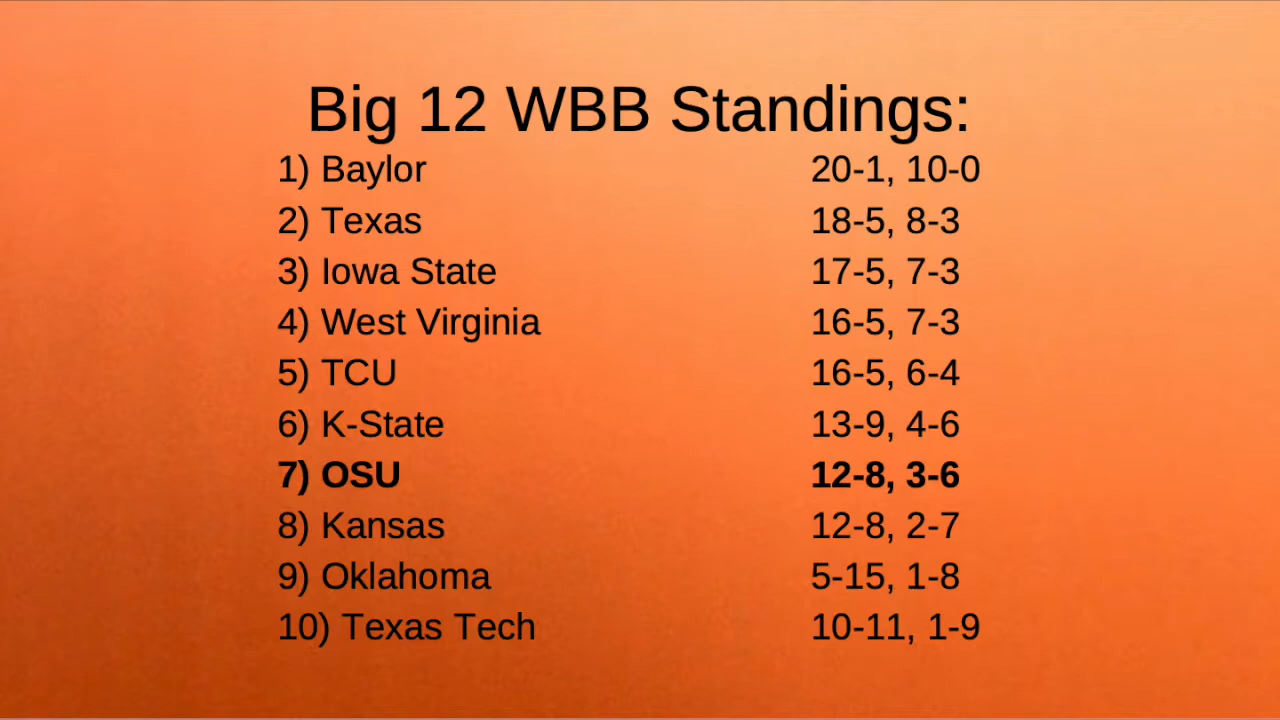 Big 12 WBB Standings:
1) Baylor 20-1, 10-0
2) Texas 18-5, 8-3
3) Iowa State 17-5, 7-3
4) West Virginia 16-5, 7-3
5) TCU 16-5, 6-4
6) K-State 13-9, 4-6
7) OSU 12-8, 3-6
8) Kansas 12-8, 2-7
9) Oklahoma 5-15, 1-8
10) Texas Tech 10-11, 1-9